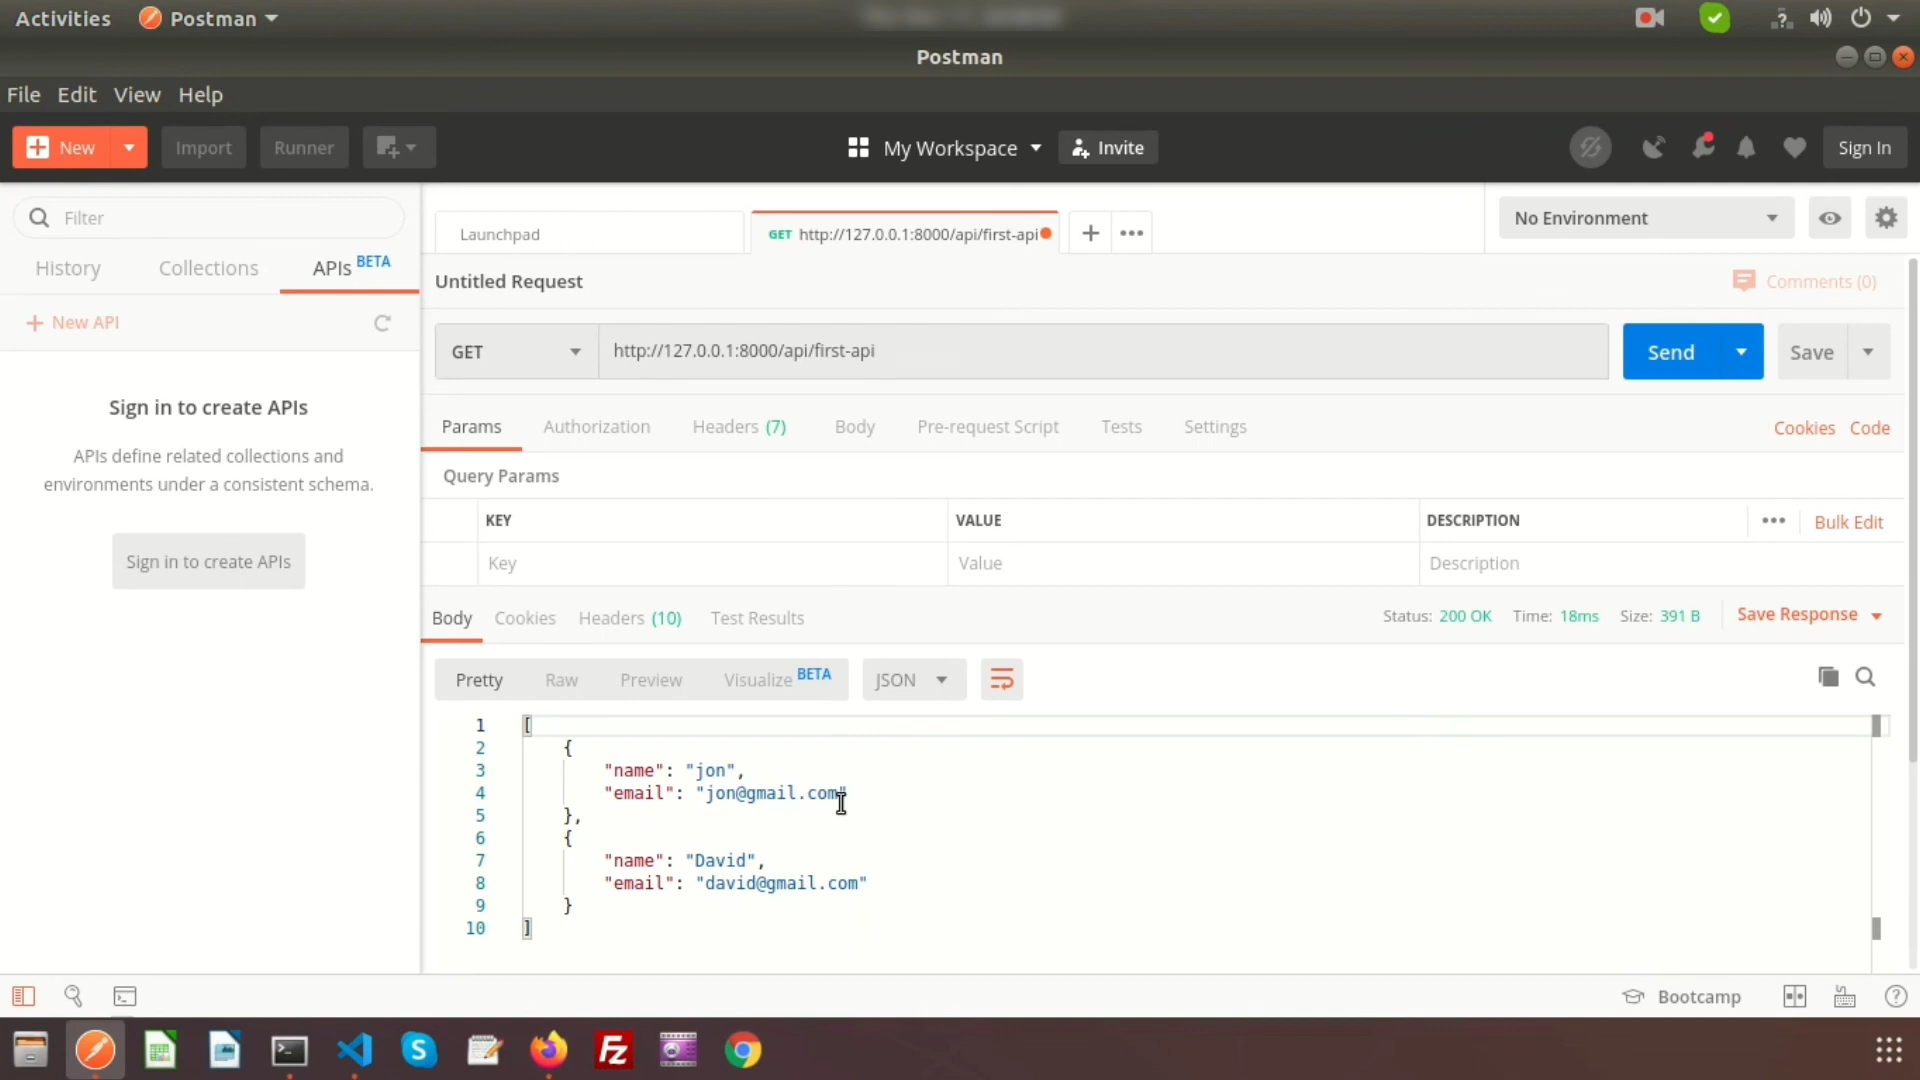 Activities Postman
Postman
File Edit View Help
New Import Runner My Workspace Invite Sign In
Filter
Launchpad GET http://127.0.0.1:8000/api/first-api No Environment
History Collections APIs BETA
Untitled Request Comments (0)
New API
GET http://127.0.0.1:8000/api/first-api Send Save
Sign in to create APIs
APIs define related collections and
environments under a consistent schema.
Sign in to create APIs
Params Authorization Headers (7) Body Pre-request Script Tests Settings Cookies Code
Query Params
KEY VALUE DESCRIPTION Bulk Edit
Key Value Description
Body Cookies Headers (10) Test Results Status: 200 OK Time: 18ms Size: 391 B Save Response
Pretty Raw Preview Visualize BETA JSON
1 [
2 {
3 "name": "jon",
4 "email": "jon@gmail.com"
5 },
6 {
7 "name": "David",
8 "email": "david@gmail.com"
9 }
10 ]
Bootcamp